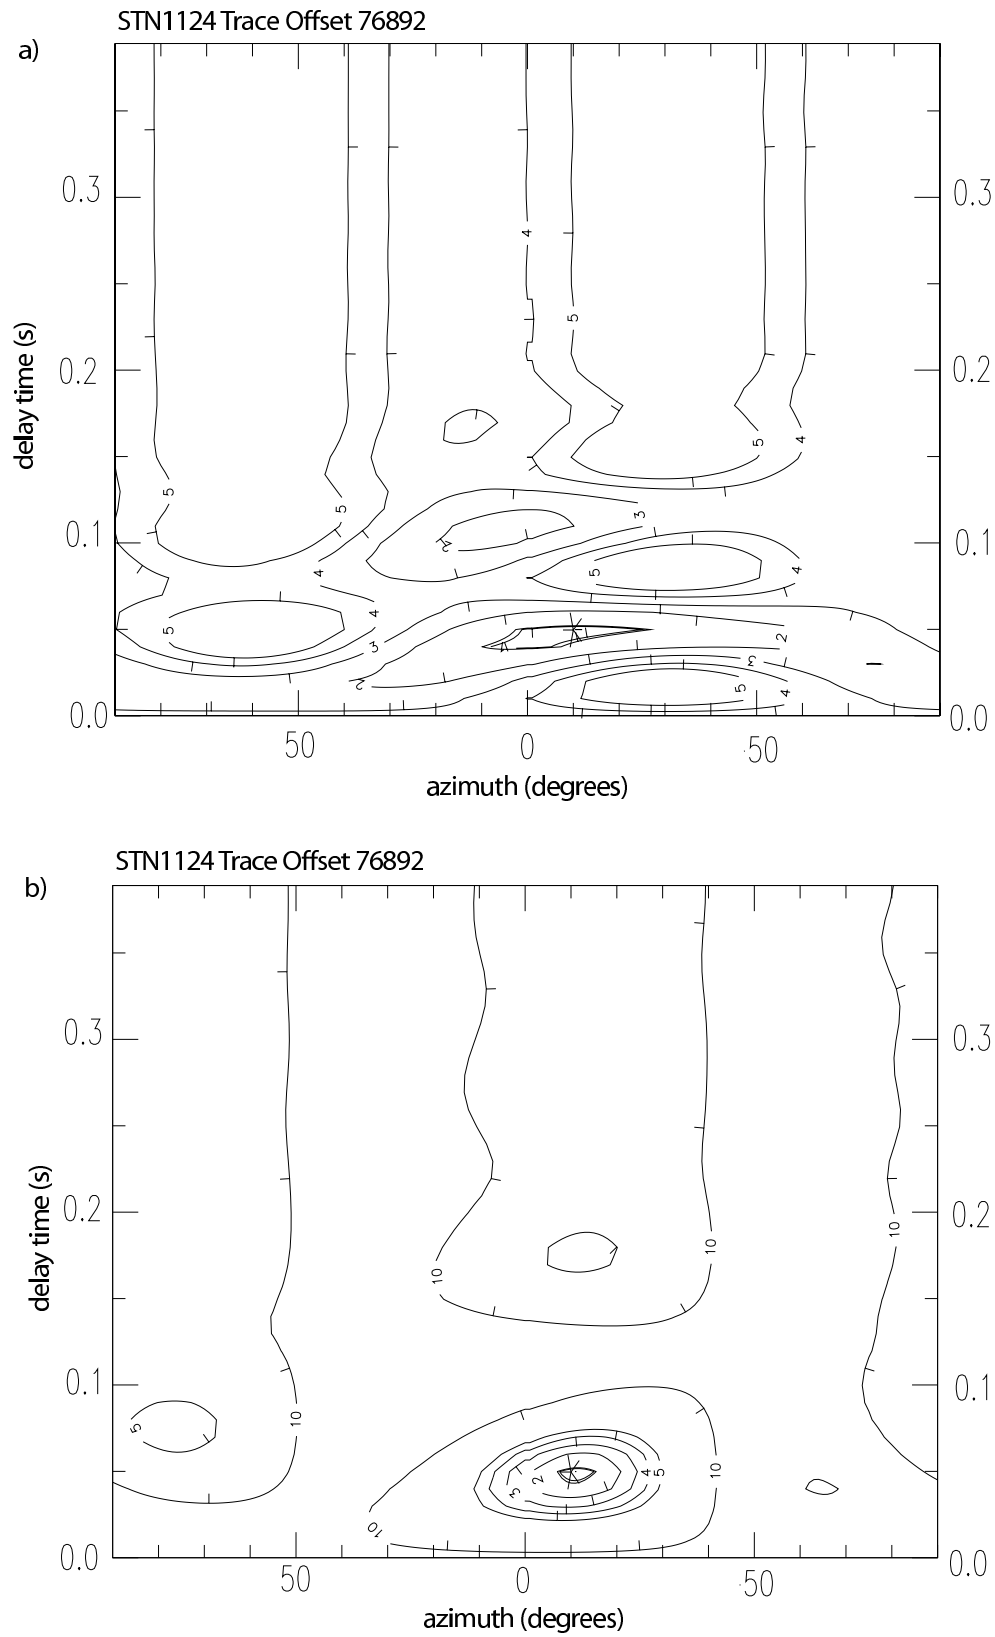 STN1124 Trace Offset 76892
a)
0.3 0.3
4
5
0.2 0.2
5 4
5 5
3
0.1 2 0.1
4 5 4
4
5 3 2
4 3
2 5 4
0.0 0.0
50 0 -50
delay time (s)
azimuth (degrees)
STN1124 Trace Offset 76892
b)
0.3 0.3
0.2 0.2
10 10
10
0.1 0.1
5 10
2 4 5 10
3
10
0.0 0.0
50 0 -50
delay time (s)
azimuth (degrees)